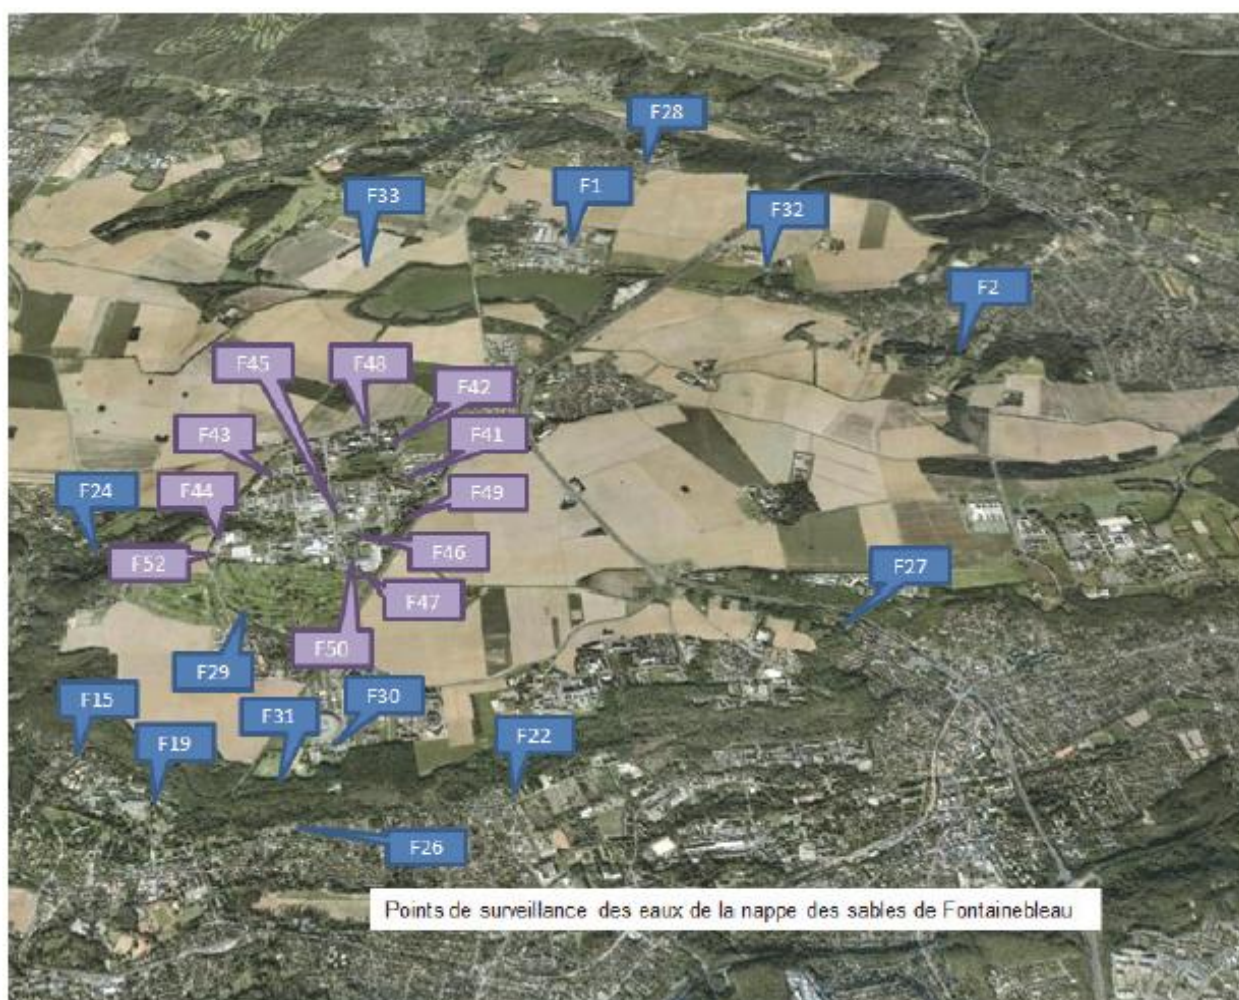 F28
F1
F33
F32
F2
F45
F48
F42
F43
F41
F24
F44
F49
F52
F46
F27
F47
F50
F29
F15
F31
F30
F19
F22
F26
Points de surveillance des eaux de la nappe des sables de Fontainebleau